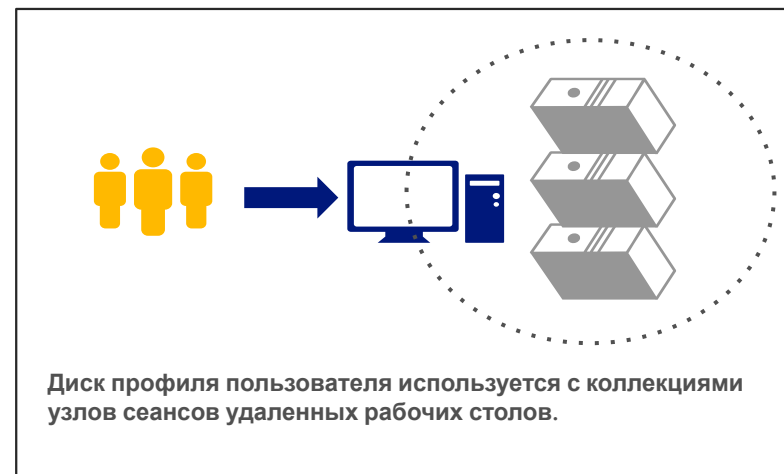 Диск профиля пользователя используется с коллекциями
узлов сеансов удаленных рабочих столов.